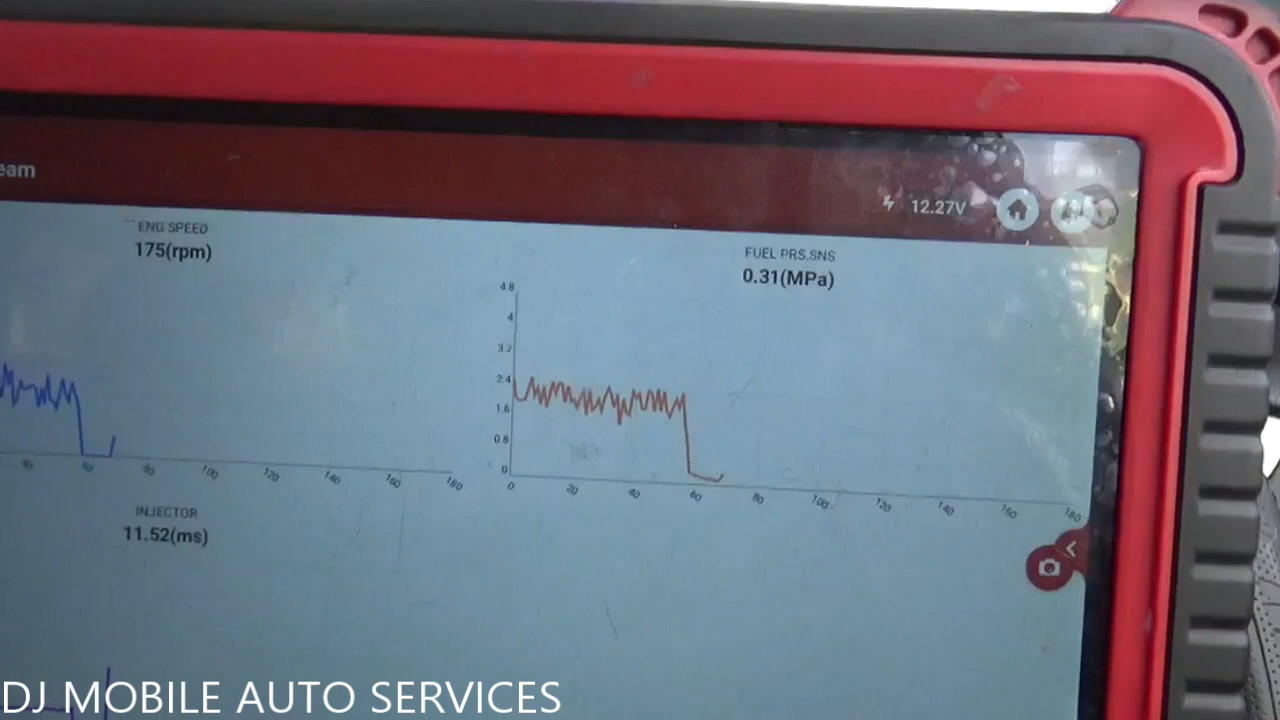 eam
12.27V
ENG SPEED
175(rpm)
FUEL PRS.SNS
0.31(MPa)
4.8
4
3.2
2.4
1.6
0.8
0
0
20
40
60
80
100
120
140
160
180
40
60
80
100
120
140
160
180
INJECTOR
11.52(ms)
DJ MOBILE AUTO SERVICES